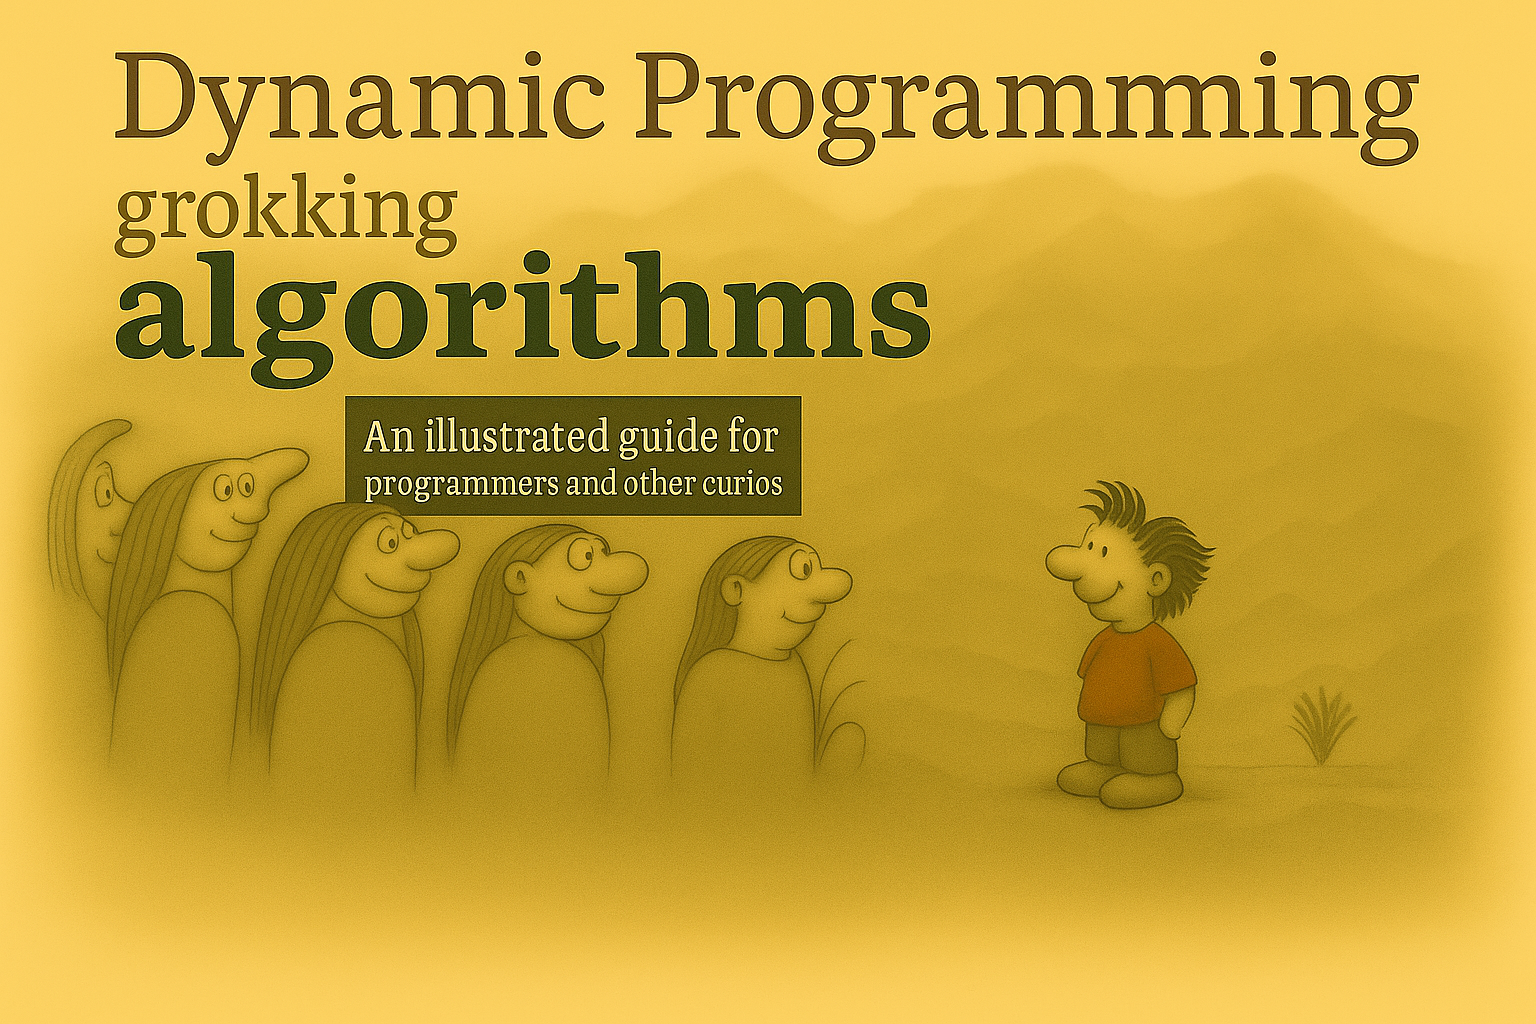 Dynamic Programming
grokking
algorithms
An illustrated guide for
programmers and other curios